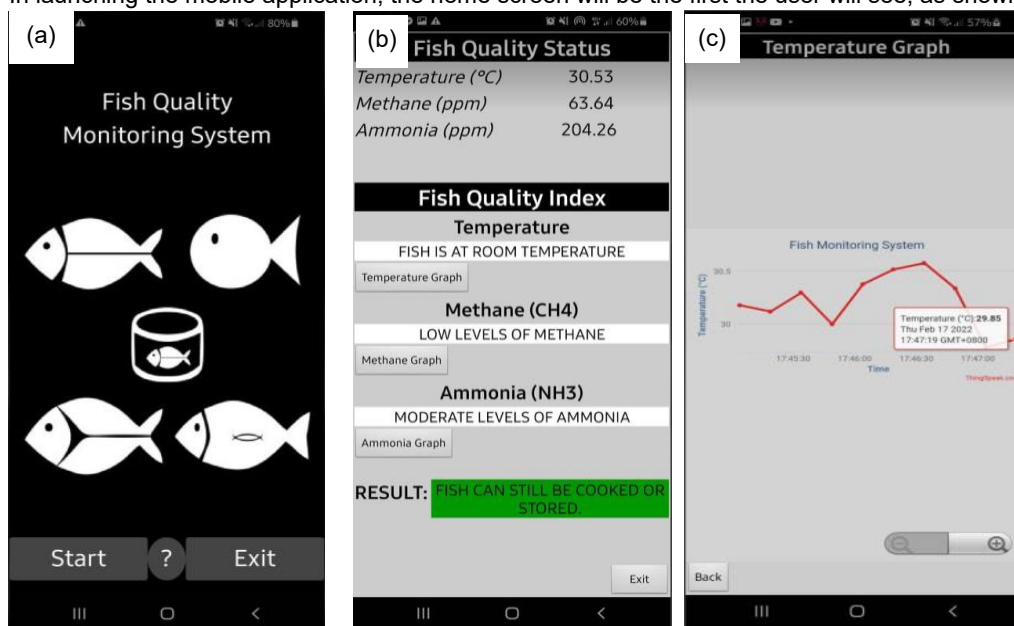 In launching the mobile application, the home screen will be the first the user will see, as shown
(a)
80%
Fish Quality
Monitoring System
Start
?
Exit
(b)
60%
Fish Quality Status
Temperature (°C) 30.53
Methane (ppm) 63.64
Ammonia (ppm) 204.26
Fish Quality Index
Temperature
FISH IS AT ROOM TEMPERATURE
Temperature Graph
Methane (CH4)
LOW LEVELS OF METHANE
Methane Graph
Ammonia (NH3)
MODERATE LEVELS OF AMMONIA
Ammonia Graph
RESULT: FISH CAN STILL BE COOKED OR
STORED.
Exit
(c)
57%
Temperature Graph
Fish Monitoring System
Temperature (°C)
30.5
30
Temperature (°C):29.85
Thu Feb 17 2022
17:47:19 GMT+0800
17:45:30 17:46:00 17:46:30 17:47:00
Time
Back